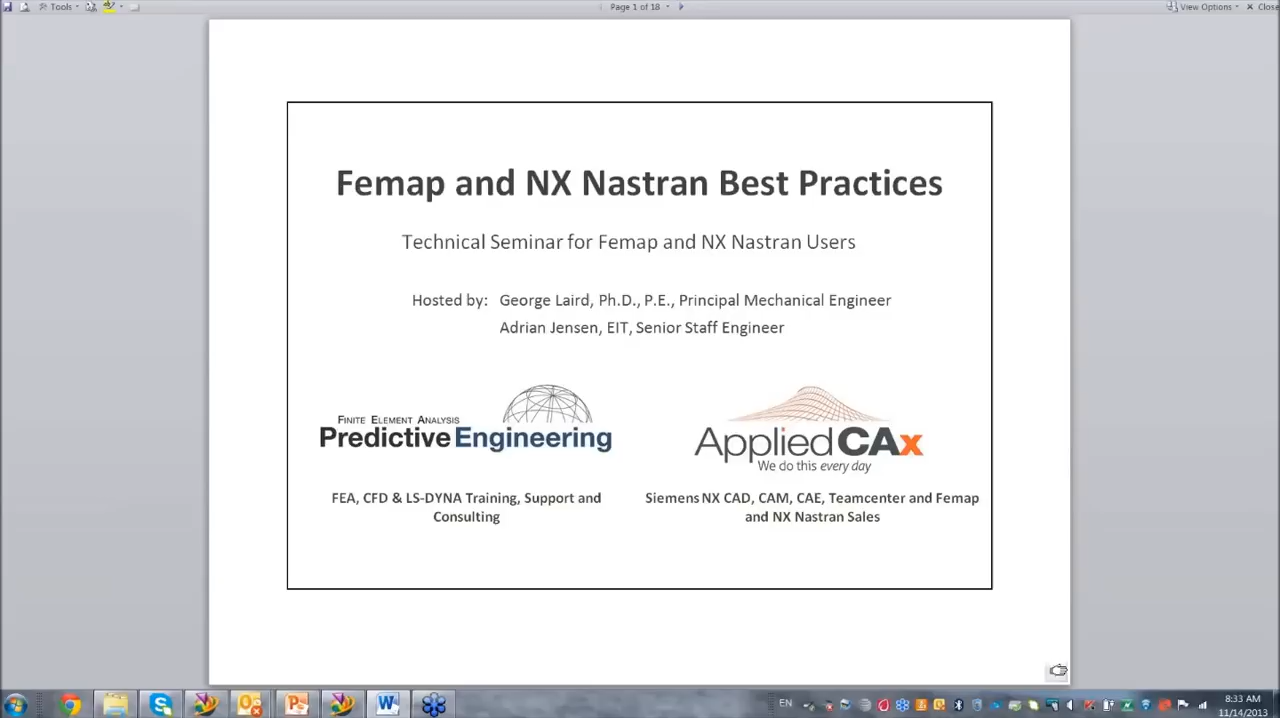 Tools
Page 1 of 18
View Options
Close
Femap and NX Nastran Best Practices
Technical Seminar for Femap and NX Nastran Users
Hosted by: George Laird, Ph.D., P.E., Principal Mechanical Engineer
Adrian Jensen, EIT, Senior Staff Engineer
FINITE ELEMENT ANALYSIS
Predictive Engineering
Applied CAx
We do this every day
FEA, CFD & LS-DYNA Training, Support and
Consulting
Siemens NX CAD, CAM, CAE, Teamcenter and Femap
and NX Nastran Sales
EN
8:33 AM
11/14/2013